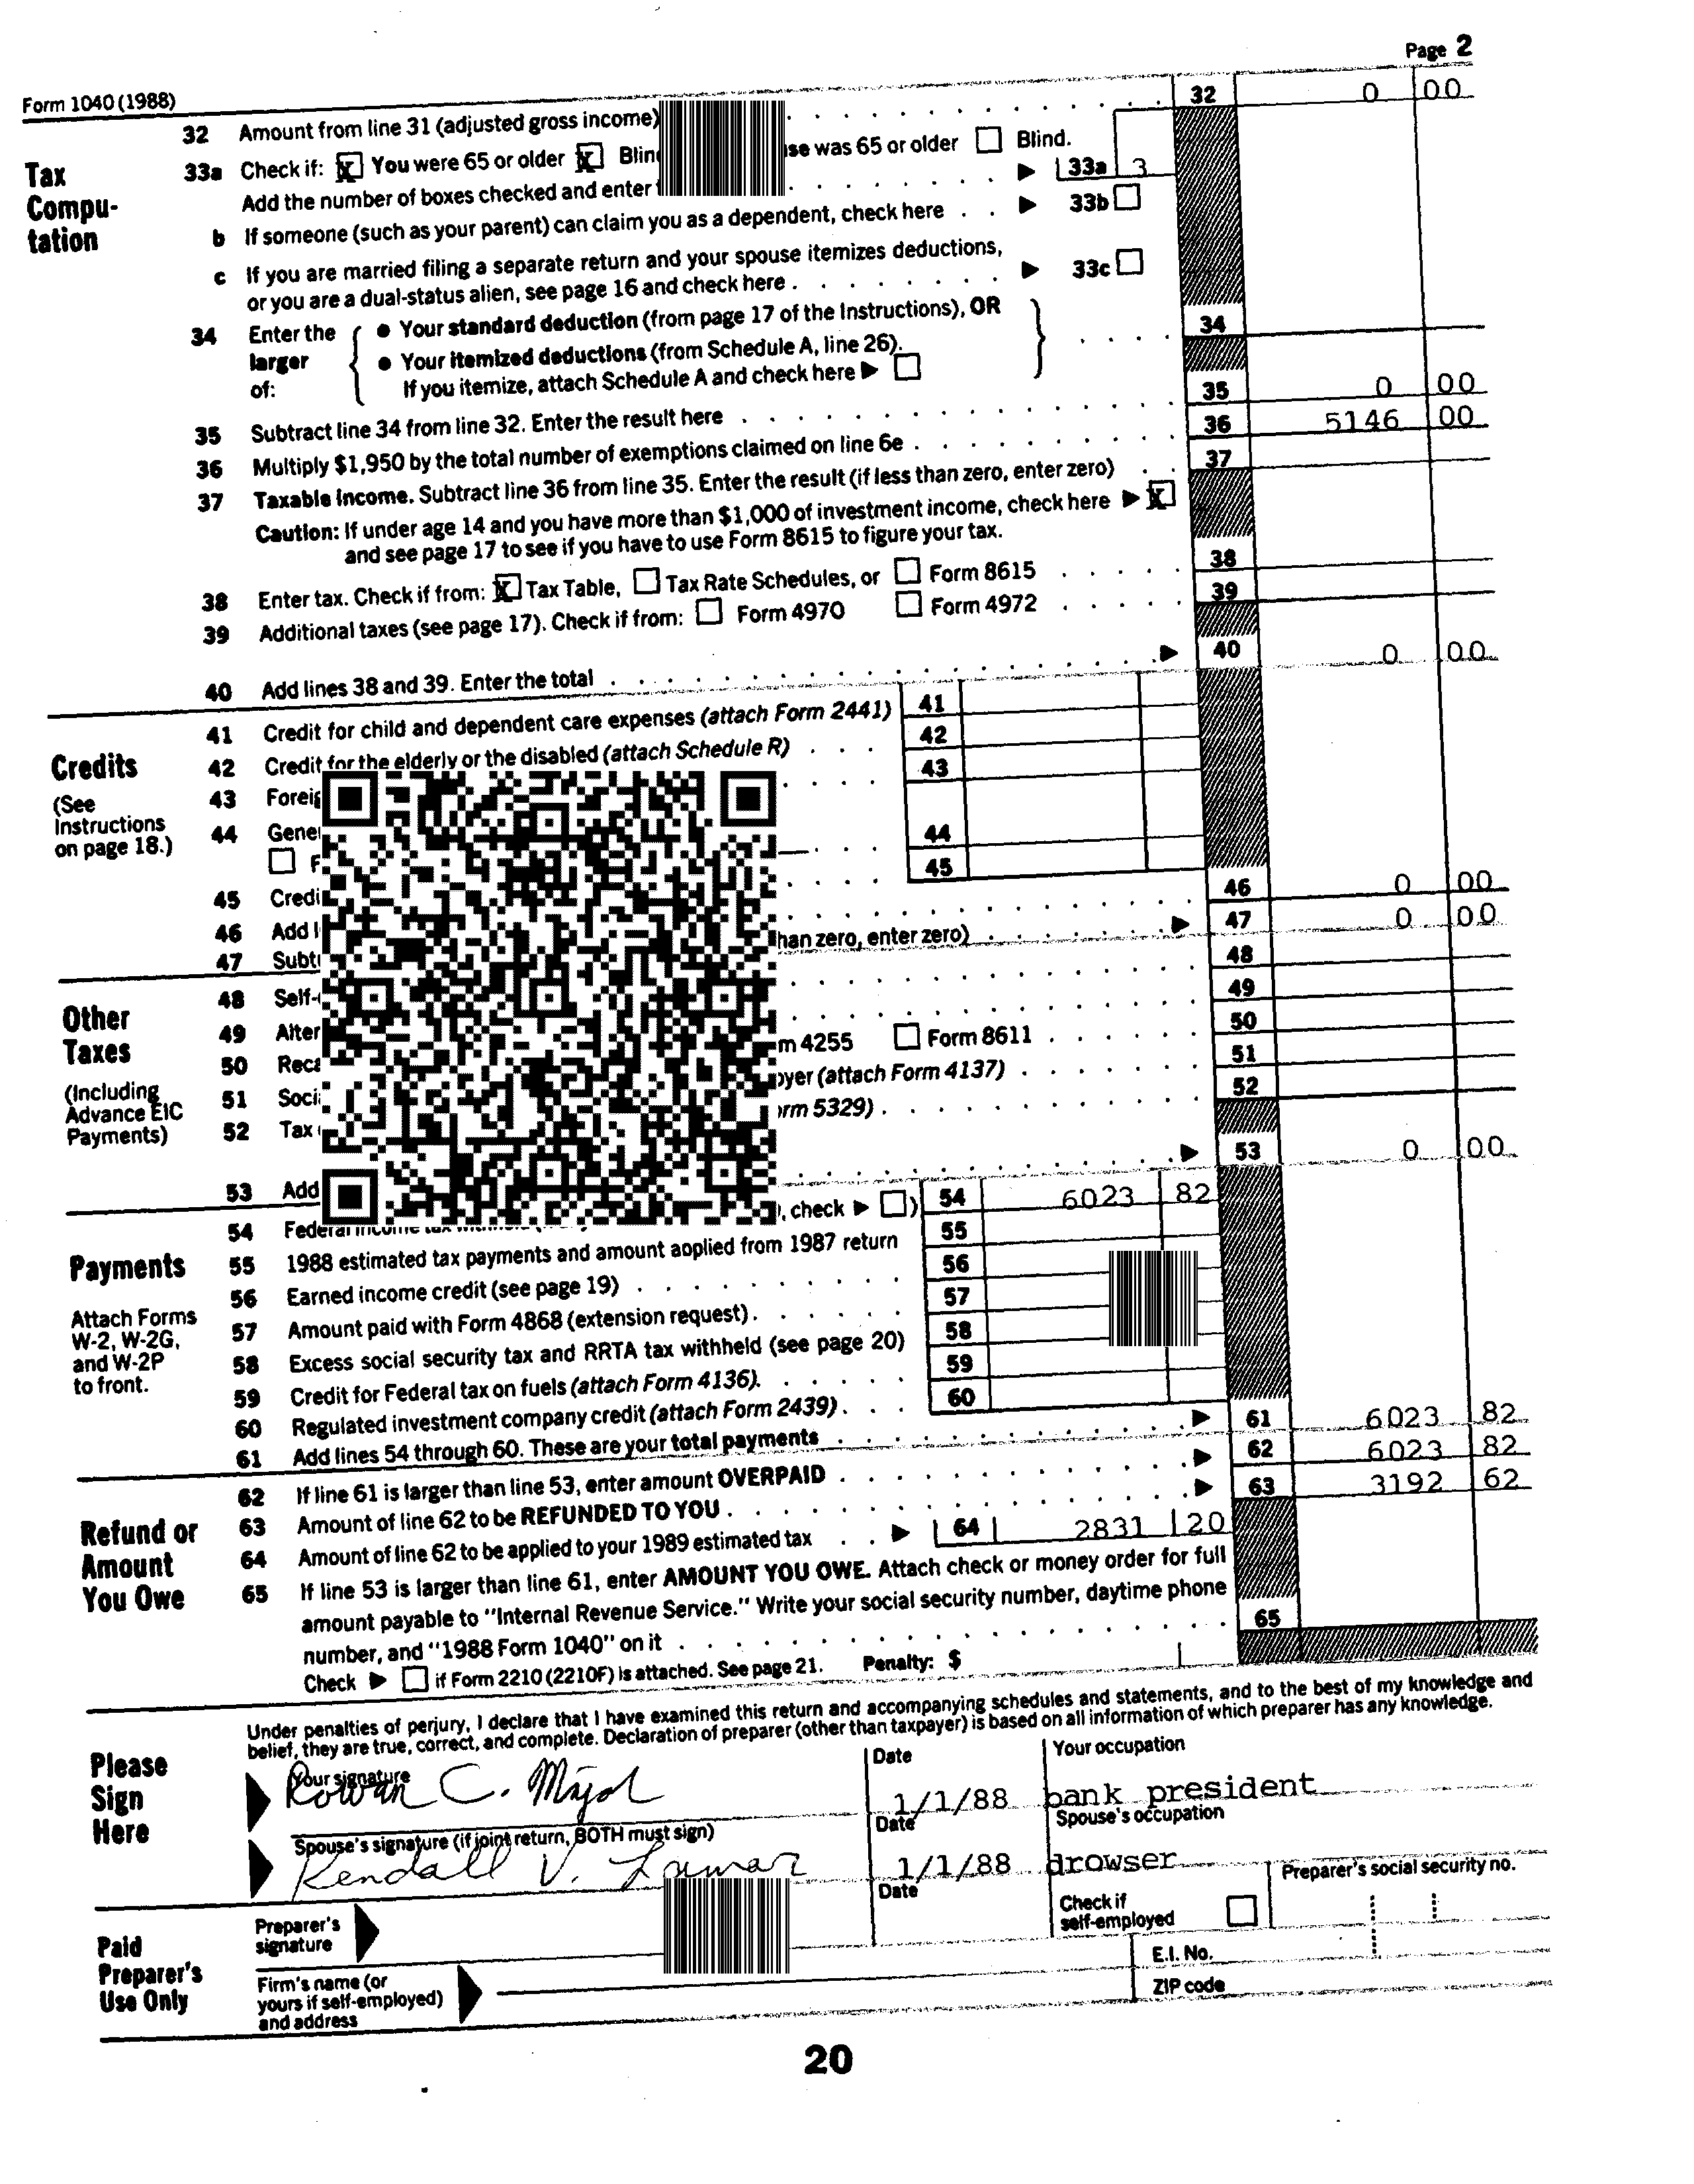 Page 2
Form 1040 (1988)
32 Amount from line 31 (adjusted gross income) . . . 32 0 00
Tax Compu-tation
33a Check if: X You were 65 or older X was 65 or older Blind.
Add the number of boxes checked and enter 33a 3
b If someone (such as your parent) can claim you as a dependent, check here . . 33b
c If you are married filing a separate return and your spouse itemizes deductions,
or you are a dual-status alien, see page 16 and check here . . . 33c
34 Enter the larger of:
● Your standard deduction (from page 17 of the Instructions), OR
● Your itemized deductions (from Schedule A, line 26).
If you itemize, attach Schedule A and check here
34
35 Subtract line 34 from line 32. Enter the result here . . . 35 0 00
36 Multiply $1,950 by the total number of exemptions claimed on line 6e . . . 36 5146 00
37 Taxable Income. Subtract line 36 from line 35. Enter the result (if less than zero, enter zero) . . 37
Caution: If under age 14 and you have more than $1,000 of investment income, check here X
and see page 17 to see if you have to use Form 8615 to figure your tax.
38 Enter tax. Check if from: X Tax Table, Tax Rate Schedules, or Form 8615 . . . 38
39 Additional taxes (see page 17). Check if from: Form 4970 Form 4972 . . . 39
40 Add lines 38 and 39. Enter the total . . . 40 0 00
Credits
(See Instructions on page 18.)
41 Credit for child and dependent care expenses (attach Form 2441) 41
42 Credit for the elderly or the disabled (attach Schedule R) . . . 42
43 43
44 44
45 45
46 Add 46 0 00
47 han zero, enter zero) . . . 47 0 00
Other Taxes
(Including Advance EIC Payments)
48 48
49 49
50 4255 Form 8611 . . . 50
51 (attach Form 4137) . . . 51
52 Tax 5329) . . . 52
53 Add 53 0 00
Payments
Attach Forms W-2, W-2G, and W-2P to front.
54 Federal income tax , check ) 54 6023 82
55 1988 estimated tax payments and amount applied from 1987 return 55
56 Earned income credit (see page 19) . . . 56
57 Amount paid with Form 4868 (extension request) . . . 57
58 Excess social security tax and RRTA tax withheld (see page 20) 58
59 Credit for Federal tax on fuels (attach Form 4136). . . . 59
60 Regulated investment company credit (attach Form 2439) . . . 60
61 Add lines 54 through 60. These are your total payments . . . 61 6023 82
Refund or Amount You Owe
62 If line 61 is larger than line 53, enter amount OVERPAID . . . 62 6023 82
63 Amount of line 62 to be REFUNDED TO YOU . . . 63 3192 62
64 Amount of line 62 to be applied to your 1989 estimated tax . . 64 2831 20
65 If line 53 is larger than line 61, enter AMOUNT YOU OWE. Attach check or money order for full
amount payable to "Internal Revenue Service." Write your social security number, daytime phone
number, and "1988 Form 1040" on it . . . 65
Check if Form 2210 (2210F) is attached. See page 21. Penalty: $
Please Sign Here
Under penalties of perjury, I declare that I have examined this return and accompanying schedules and statements, and to the best of my knowledge and
belief, they are true, correct, and complete. Declaration of preparer (other than taxpayer) is based on all information of which preparer has any knowledge.
Your signature Date Your occupation
Rowan C. Major 1/1/88 bank president
Spouse's signature (if joint return, BOTH must sign) Date Spouse's occupation
Kendall V. Lamar 1/1/88 drowser
Paid Preparer's Use Only
Preparer's signature Date Check if self-employed Preparer's social security no.
Firm's name (or yours if self-employed) and address E.I. No.
ZIP code
20